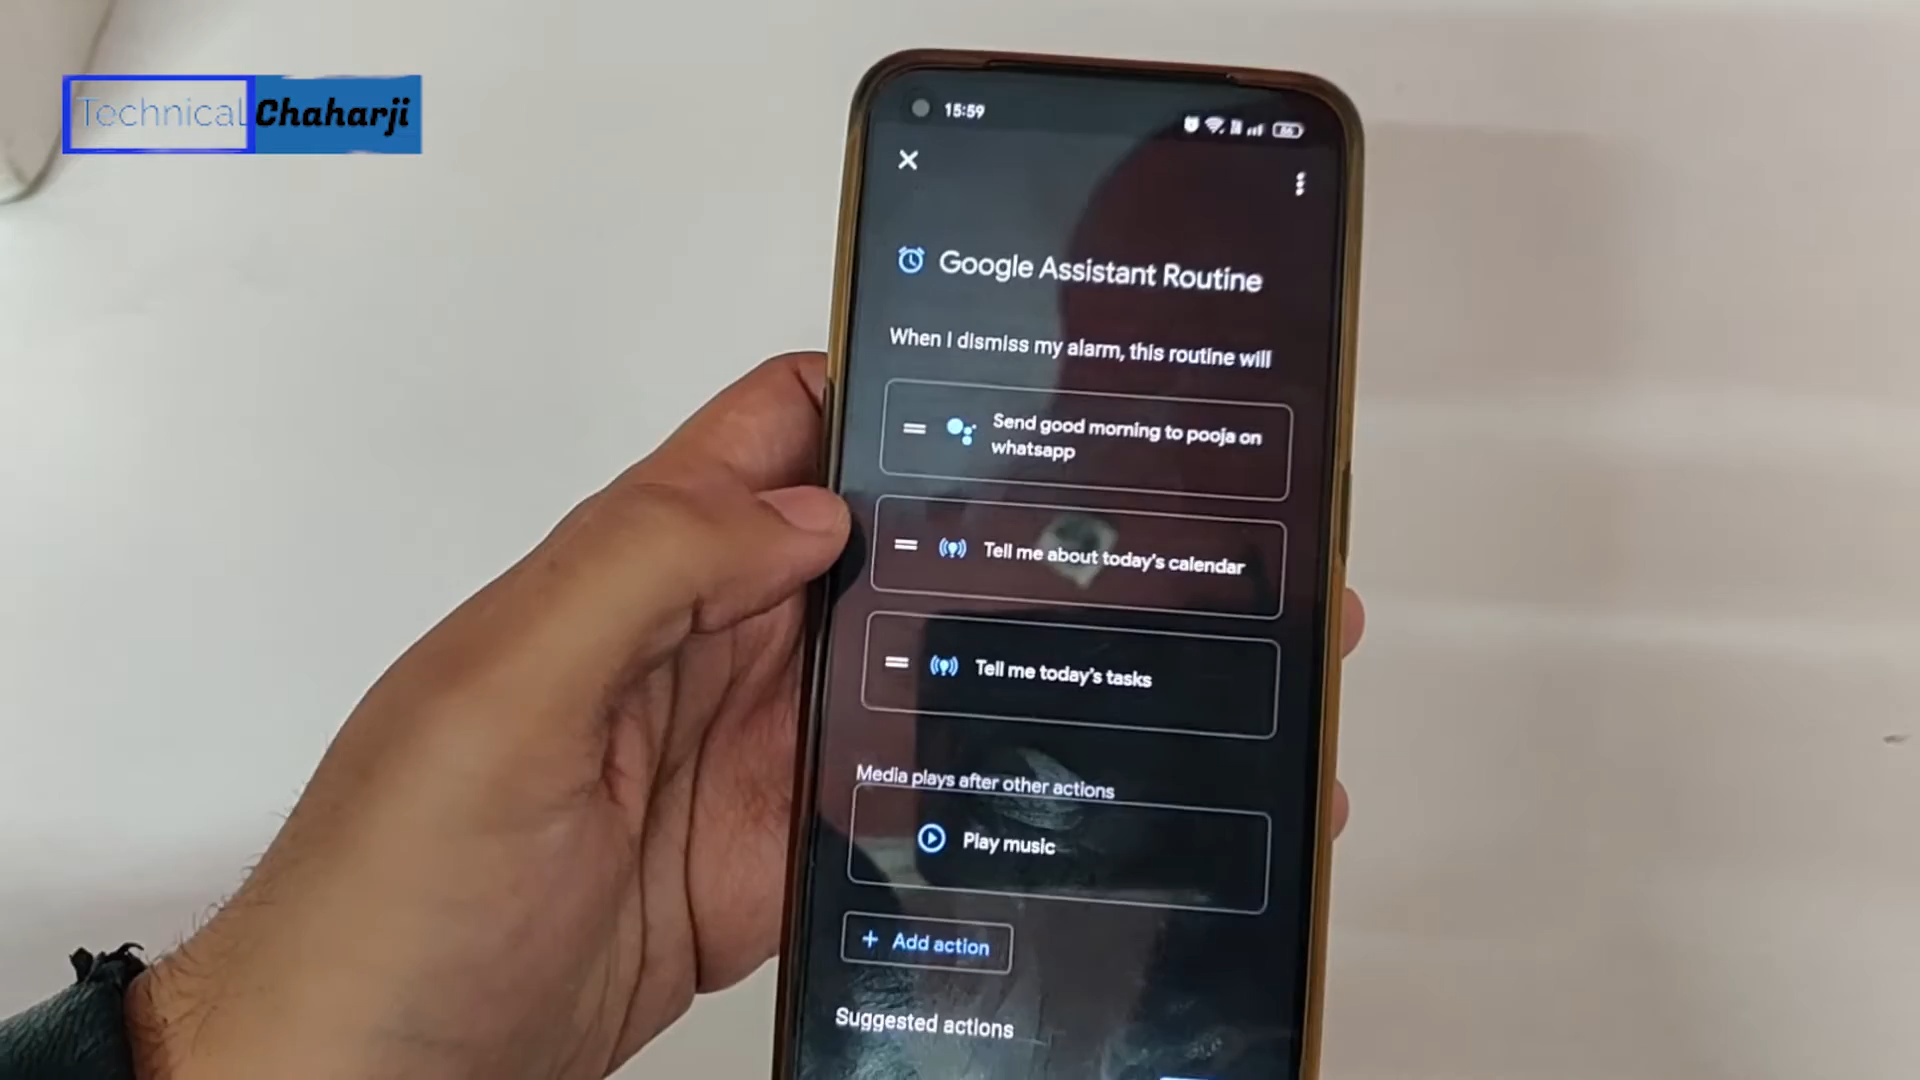 Technical Chaharji
15:59
86
Google Assistant Routine
When I dismiss my alarm, this routine will
Send good morning to pooja on
whatsapp
Tell me about today's calendar
Tell me today's tasks
Media plays after other actions
Play music
+ Add action
Suggested actions